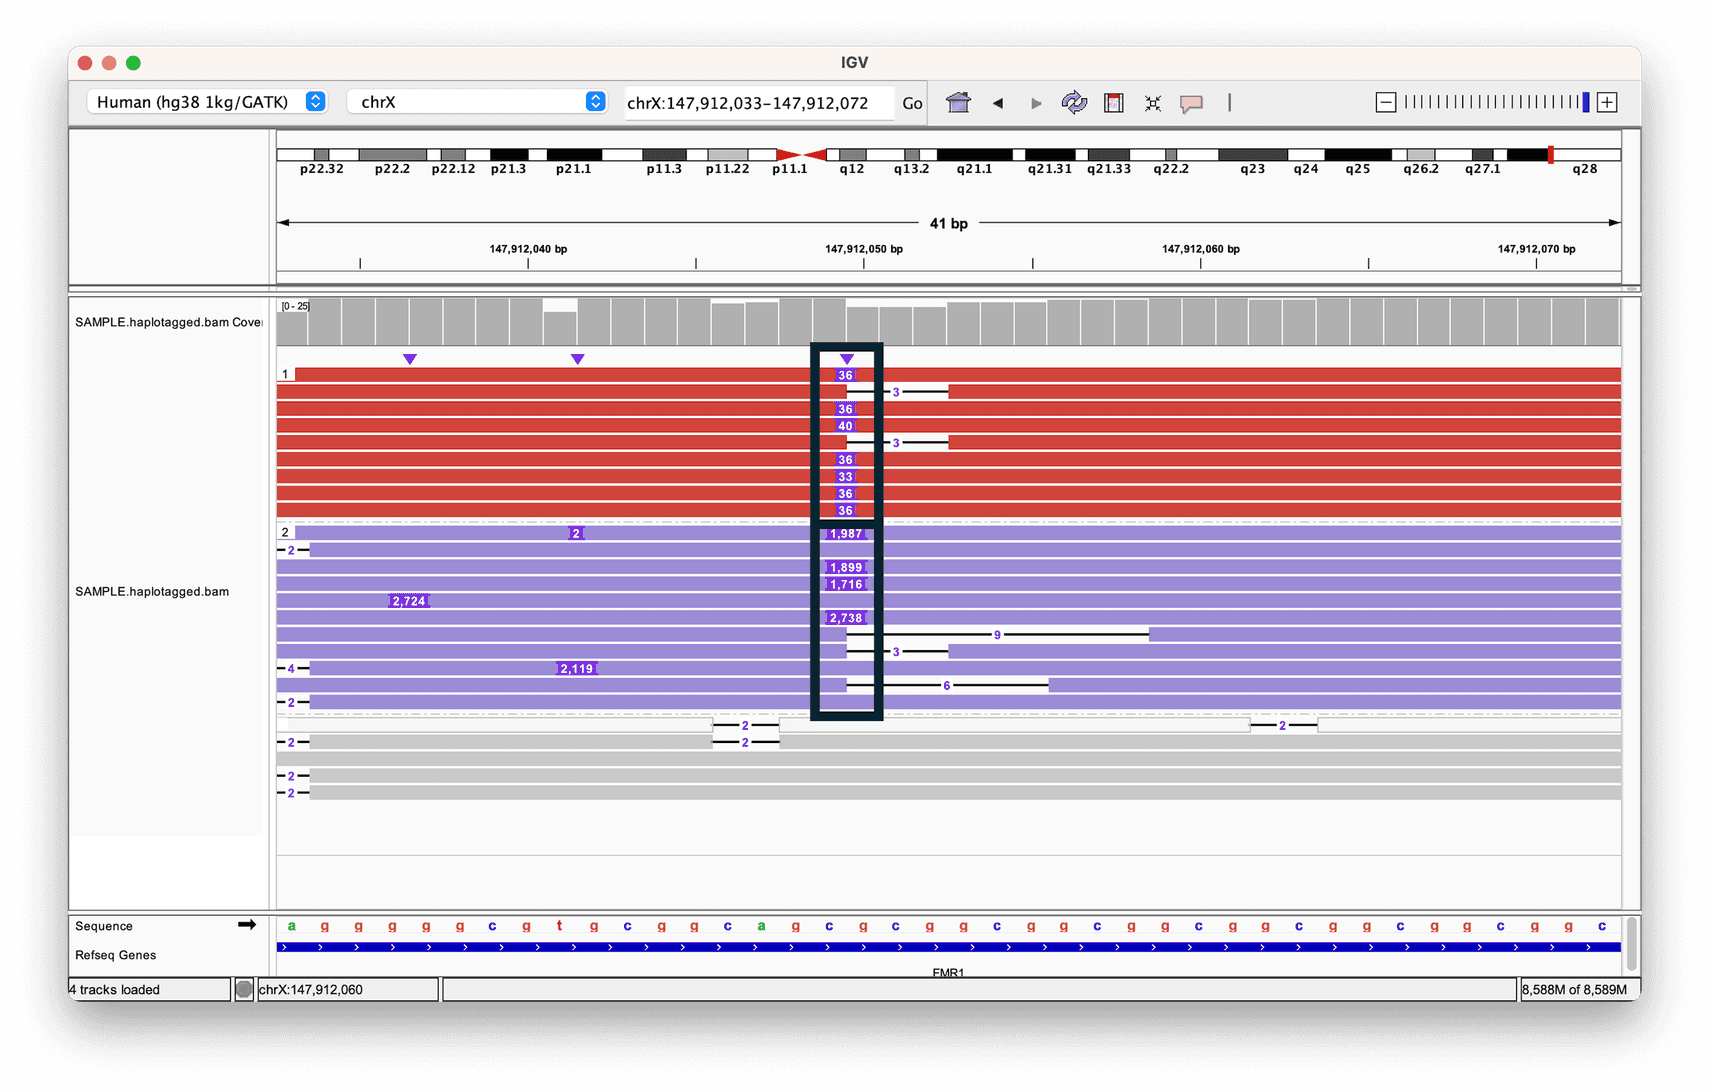 IGV
Human (hg38 1kg/GATK) chrX chrX:147,912,033-147,912,072 Go
p22.32 p22.2 p22.12 p21.3 p21.1 p11.3 p11.22 p11.1 q12 q13.2 q21.1 q21.31 q21.33 q22.2 q23 q24 q25 q26.2 q27.1 q28
41 bp
147,912,040 bp 147,912,050 bp 147,912,060 bp 147,912,070 bp
[0 - 25]
SAMPLE.haplotagged.bam Cover
1 36
3
36
40
3
36
33
36
36
2 2 1,987
2
1,899
1,716
SAMPLE.haplotagged.bam
2,724
2,738
9
3
4 2,119
6
2
2 2
2 2
2
2
Sequence a g g g g g c g t g c g g c a g c g c g g c g g c g g c g g c g g c g g c g g c
Refseq Genes
FMR1
4 tracks loaded chrX:147,912,060 8,588M of 8,589M